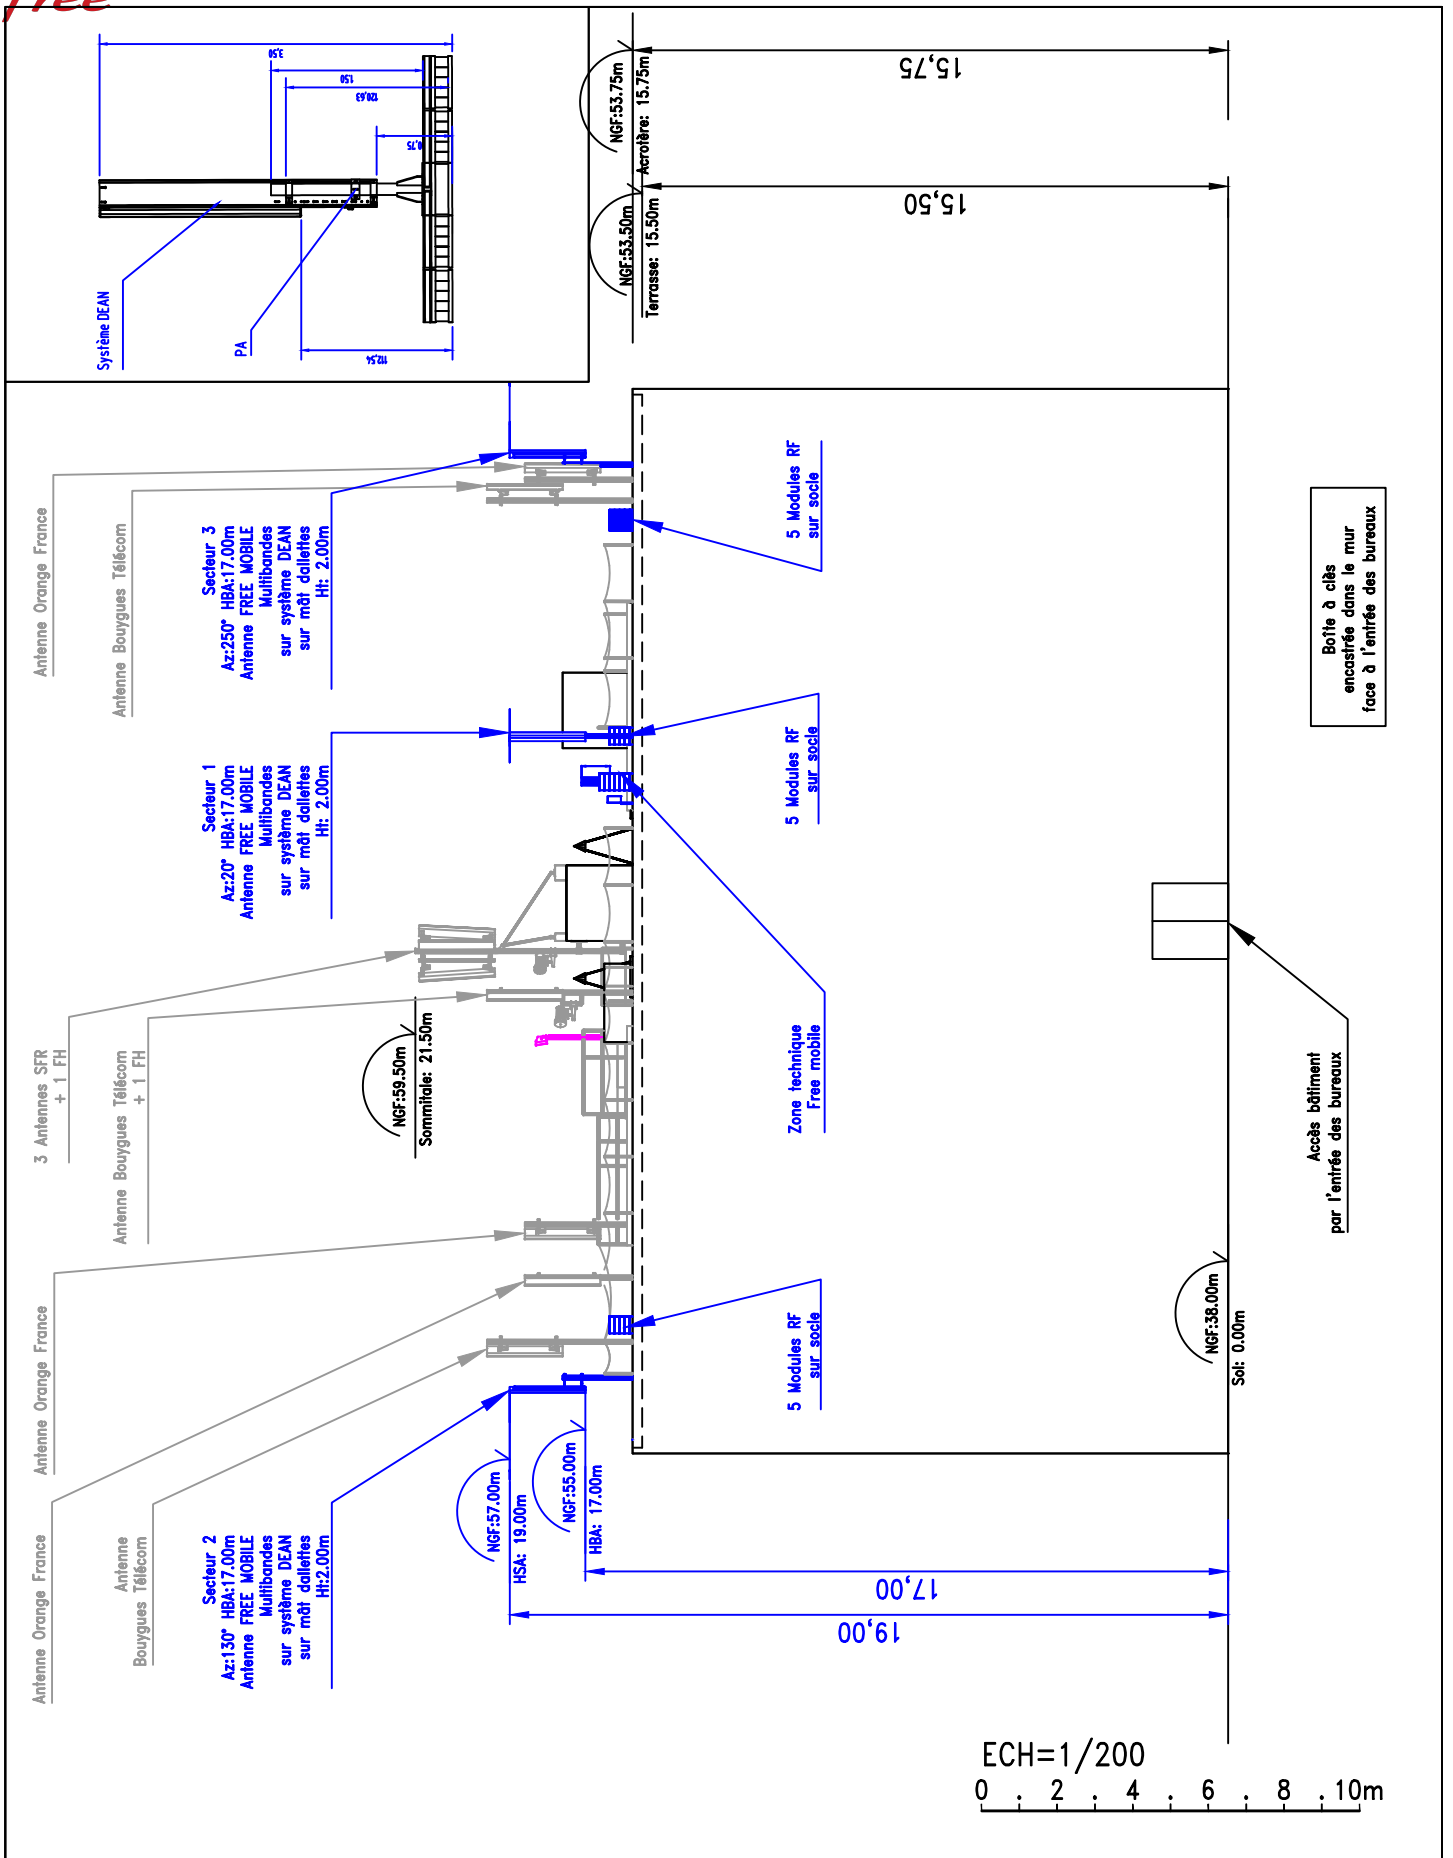 free
3,50
150
120,63
0,75
112,54
Système DEAN
PA
NGF:53.75m
Acrotère: 15.75m
NGF:53.50m
Terrasse: 15.50m
15,75
15,50
Antenne Orange France
Antenne Bouygues Télécom
Secteur 3
Az:250° HBA:17.00m
Antenne FREE MOBILE
Multibandes
sur système DEAN
sur mât dallettes
Ht: 2.00m
5 Modules RF
sur socle
Boîte à clés
encastrée dans le mur
face à l'entrée des bureaux
Secteur 1
Az:20° HBA:17.00m
Antenne FREE MOBILE
Multibandes
sur système DEAN
sur mât dallettes
Ht: 2.00m
5 Modules RF
sur socle
3 Antennes SFR
+ 1 FH
Antenne Bouygues Télécom
+ 1 FH
NGF:59.50m
Sommitale: 21.50m
Zone technique
Free mobile
Accès bâtiment
par l'entrée des bureaux
Antenne Orange France
Antenne Orange France
Antenne
Bouygues Télécom
Secteur 2
Az:130° HBA:17.00m
Antenne FREE MOBILE
Multibandes
sur système DEAN
sur mât dallettes
Ht:2.00m
5 Modules RF
sur socle
NGF:57.00m
HSA: 19.00m
NGF:55.00m
HBA: 17.00m
NGF:38.00m
Sol: 0.00m
17,00
19,00
ECH=1/200
0 . 2 . 4 . 6 . 8 . 10m